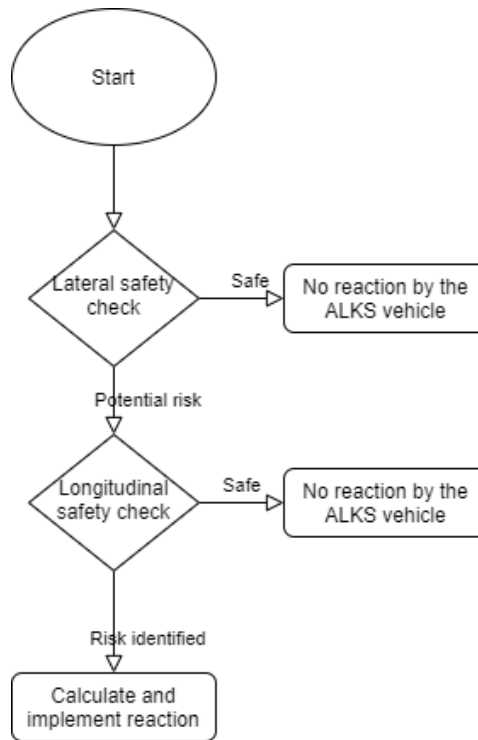 Start
Lateral safety
check
Safe
No reaction by the
ALKS vehicle
Potential risk
Longitudinal
safety check
Safe
No reaction by the
ALKS vehicle
Risk identified
Calculate and
implement reaction